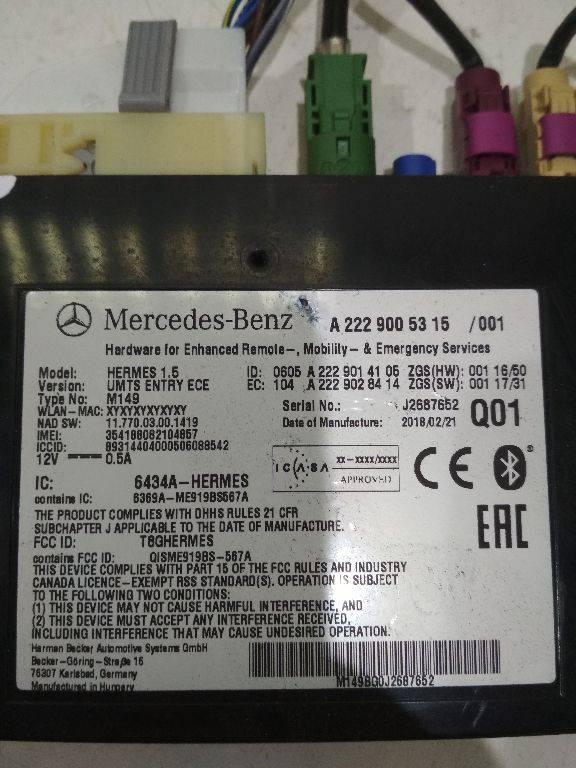 Mercedes-Benz A 222 900 53 15 /001
Hardware for Enhanced Remote-, Mobility- & Emergency Services
Model: HERMES 1.5 ID: 0605 A 222 901 41 05 ZGS(HW): 001 16/50
Version: UMTS ENTRY ECE EC: 104 A 222 902 84 14 ZGS(SW): 001 17/31
Type No: M149
WLAN-MAC: XYXYXYXYXYXY
Serial No.: J2687652 Q01
NAD SW: 11.770.03.00.1419
Date of Manufacture: 2018/02/21
IMEI: 354188082104857
ICCID: 89314404000506088542
12V 0.5A
ICASA xx-xxxx/xxxx
APPROVED
CE
IC: 6434A-HERMES
contains IC: 6369A-ME919BS567A
THE PRODUCT COMPLIES WITH DHHS RULES 21 CFR
SUBCHAPTER J APPLICABLE TO THE DATE OF MANUFACTURE.
EAC
FCC ID: T8GHERMES
contains FCC ID: QISME919BS-567A
THIS DEVICE COMPLIES WITH PART 15 OF THE FCC RULES AND INDUSTRY
CANADA LICENCE-EXEMPT RSS STANDARD(S). OPERATION IS SUBJECT
TO THE FOLLOWING TWO CONDITIONS:
(1) THIS DEVICE MAY NOT CAUSE HARMFUL INTERFERENCE, AND
(2) THIS DEVICE MUST ACCEPT ANY INTERFERENCE RECEIVED,
INCLUDING INTERFERENCE THAT MAY CAUSE UNDESIRED OPERATION.
Harman Becker Automotive Systems GmbH
Becker-Göring-Straße 16
76307 Karlsbad, Germany
Manufactured in Hungary
M149BG0J2687652